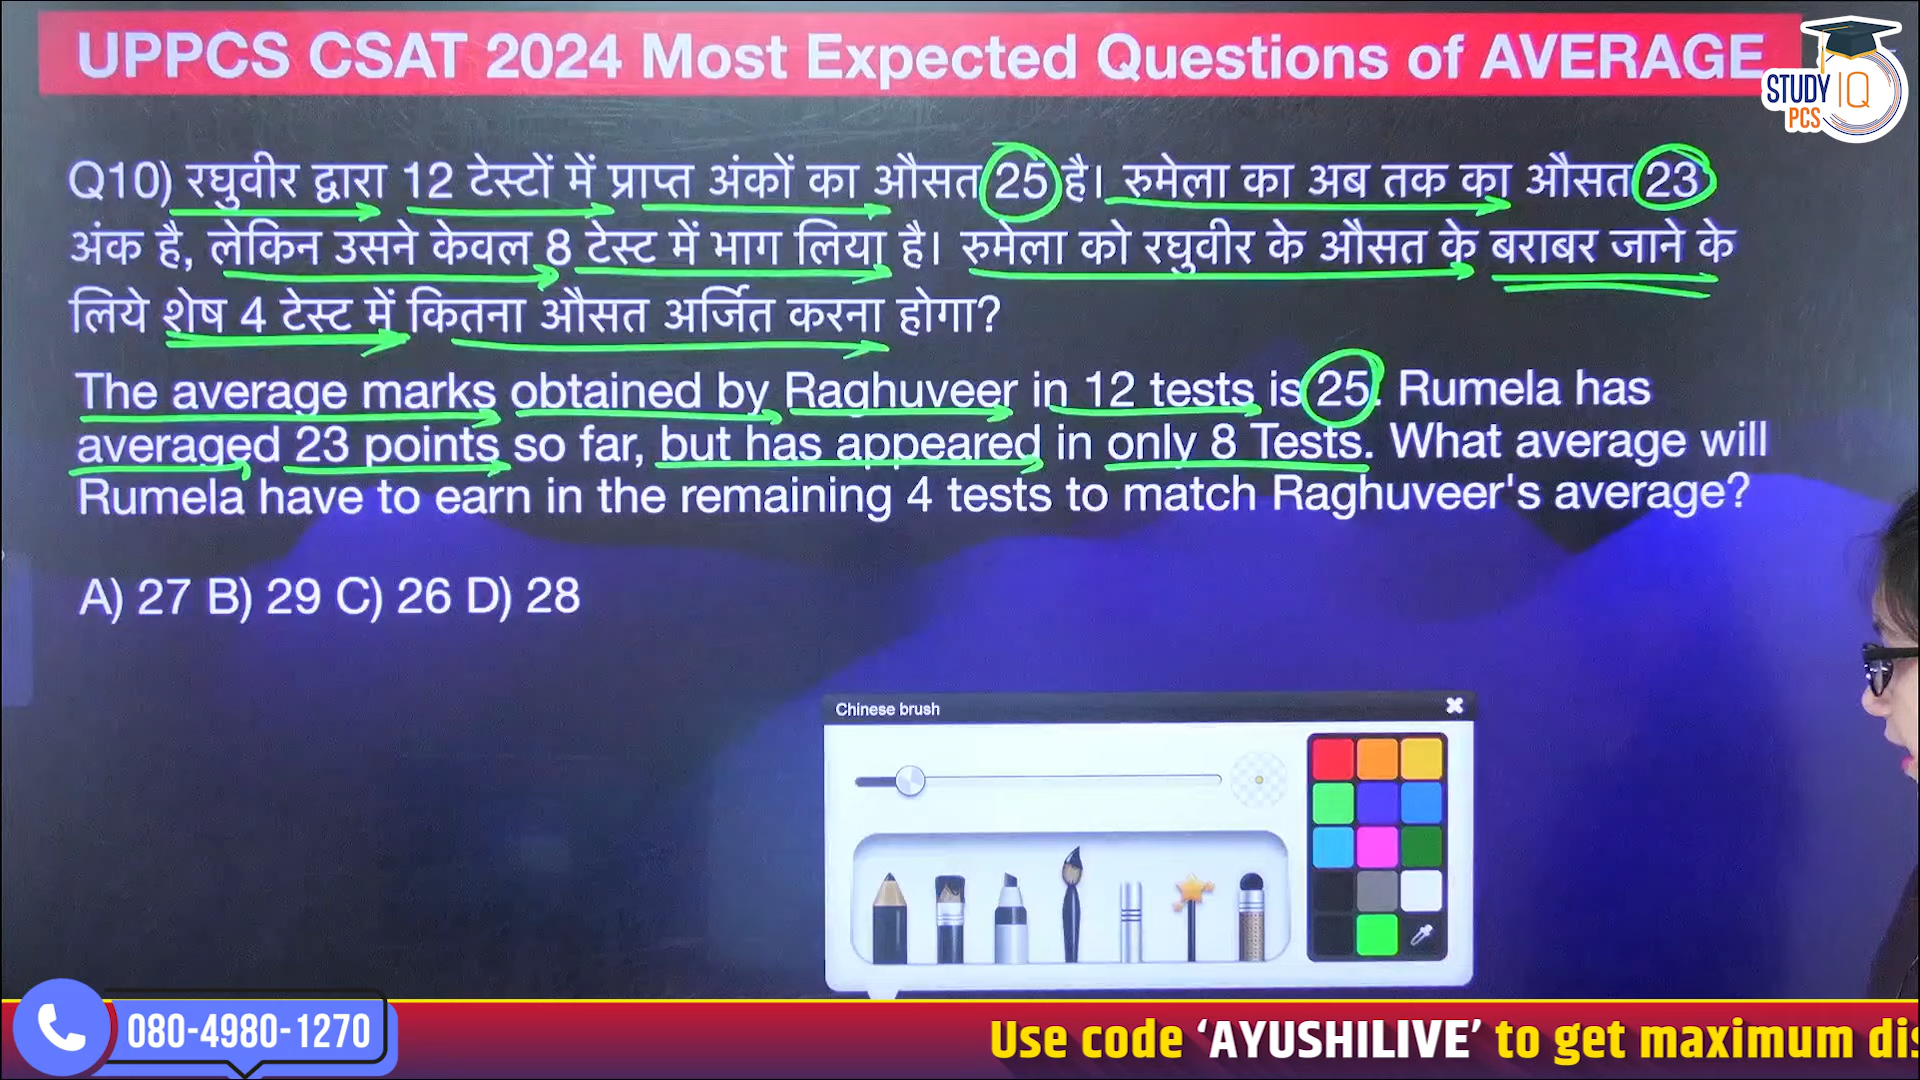 UPPCS CSAT 2024 Most Expected Questions of AVERAGE
STUDY IQ
PCS
Q10) रघुवीर द्वारा 12 टेस्टों में प्राप्त अंकों का औसत 25 है। रुमेला का अब तक का औसत 23
अंक है, लेकिन उसने केवल 8 टेस्ट में भाग लिया है। रुमेला को रघुवीर के औसत के बराबर जाने के
लिये शेष 4 टेस्ट में कितना औसत अर्जित करना होगा?
The average marks obtained by Raghuveer in 12 tests is 25. Rumela has
averaged 23 points so far, but has appeared in only 8 Tests. What average will
Rumela have to earn in the remaining 4 tests to match Raghuveer's average?
A) 27 B) 29 C) 26 D) 28
Chinese brush
080-4980-1270
Use code ‘AYUSHILIVE’ to get maximum dis